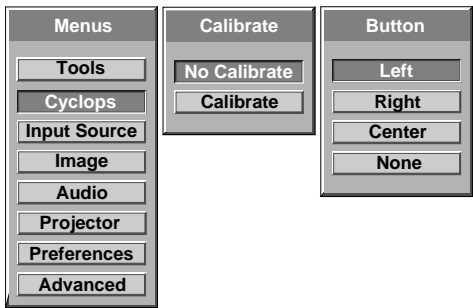 Menus
Tools
Cyclops
Input Source
Image
Audio
Projector
Preferences
Advanced
Calibrate
No Calibrate
Calibrate
Button
Left
Right
Center
None